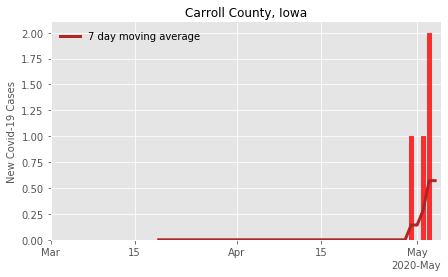 Carroll County, Iowa
7 day moving average
New Covid-19 Cases
2.00
1.75
1.50
1.25
1.00
0.75
0.50
0.25
0.00
Mar 15 Apr 15 May
2020-May